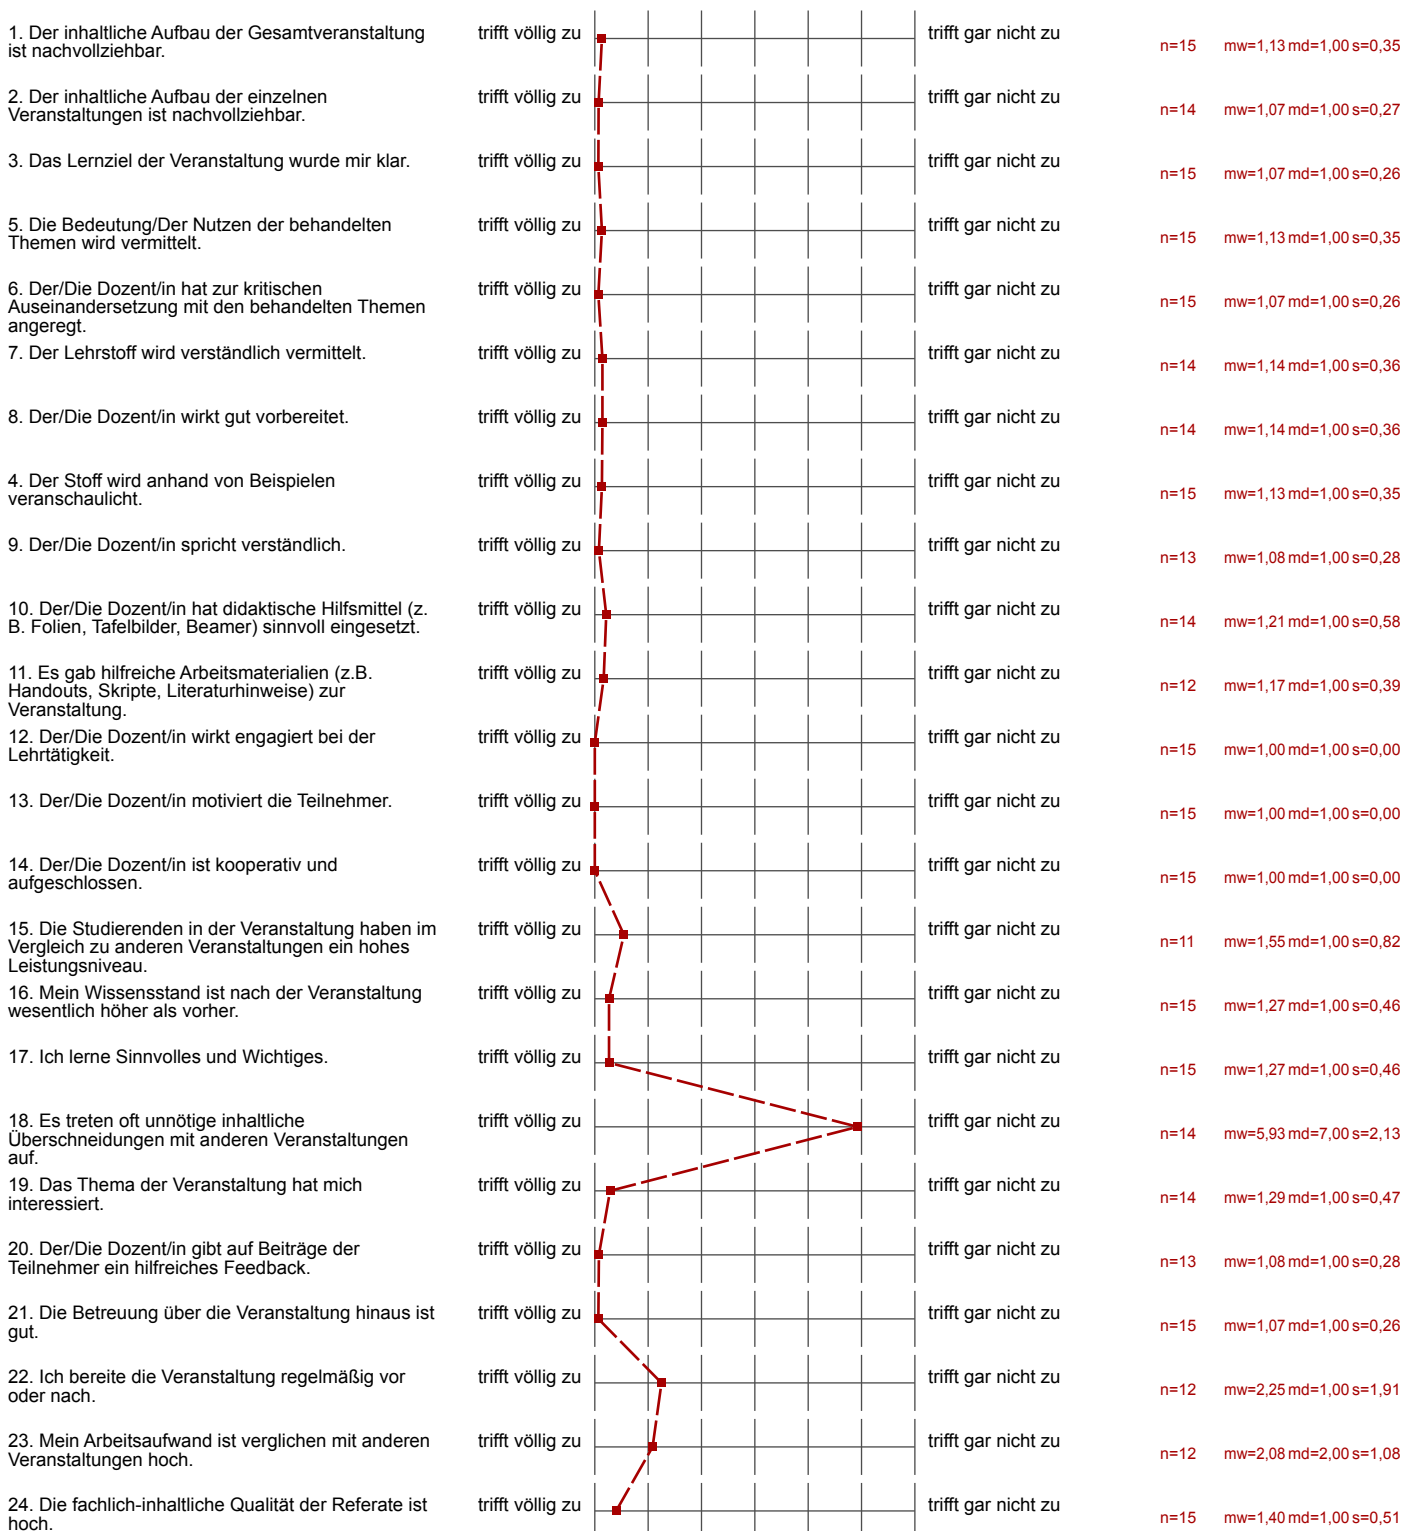 1. Der inhaltliche Aufbau der Gesamtveranstaltung
ist nachvollziehbar.
trifft völlig zu
trifft gar nicht zu
n=15 mw=1,13 md=1,00 s=0,35
2. Der inhaltliche Aufbau der einzelnen
Veranstaltungen ist nachvollziehbar.
trifft völlig zu
trifft gar nicht zu
n=14 mw=1,07 md=1,00 s=0,27
3. Das Lernziel der Veranstaltung wurde mir klar.
trifft völlig zu
trifft gar nicht zu
n=15 mw=1,07 md=1,00 s=0,26
5. Die Bedeutung/Der Nutzen der behandelten
Themen wird vermittelt.
trifft völlig zu
trifft gar nicht zu
n=15 mw=1,13 md=1,00 s=0,35
6. Der/Die Dozent/in hat zur kritischen
Auseinandersetzung mit den behandelten Themen
angeregt.
trifft völlig zu
trifft gar nicht zu
n=15 mw=1,07 md=1,00 s=0,26
7. Der Lehrstoff wird verständlich vermittelt.
trifft völlig zu
trifft gar nicht zu
n=14 mw=1,14 md=1,00 s=0,36
8. Der/Die Dozent/in wirkt gut vorbereitet.
trifft völlig zu
trifft gar nicht zu
n=14 mw=1,14 md=1,00 s=0,36
4. Der Stoff wird anhand von Beispielen
veranschaulicht.
trifft völlig zu
trifft gar nicht zu
n=15 mw=1,13 md=1,00 s=0,35
9. Der/Die Dozent/in spricht verständlich.
trifft völlig zu
trifft gar nicht zu
n=13 mw=1,08 md=1,00 s=0,28
10. Der/Die Dozent/in hat didaktische Hilfsmittel (z.
B. Folien, Tafelbilder, Beamer) sinnvoll eingesetzt.
trifft völlig zu
trifft gar nicht zu
n=14 mw=1,21 md=1,00 s=0,58
11. Es gab hilfreiche Arbeitsmaterialien (z.B.
Handouts, Skripte, Literaturhinweise) zur
Veranstaltung.
trifft völlig zu
trifft gar nicht zu
n=12 mw=1,17 md=1,00 s=0,39
12. Der/Die Dozent/in wirkt engagiert bei der
Lehrtätigkeit.
trifft völlig zu
trifft gar nicht zu
n=15 mw=1,00 md=1,00 s=0,00
13. Der/Die Dozent/in motiviert die Teilnehmer.
trifft völlig zu
trifft gar nicht zu
n=15 mw=1,00 md=1,00 s=0,00
14. Der/Die Dozent/in ist kooperativ und
aufgeschlossen.
trifft völlig zu
trifft gar nicht zu
n=15 mw=1,00 md=1,00 s=0,00
15. Die Studierenden in der Veranstaltung haben im
Vergleich zu anderen Veranstaltungen ein hohes
Leistungsniveau.
trifft völlig zu
trifft gar nicht zu
n=11 mw=1,55 md=1,00 s=0,82
16. Mein Wissensstand ist nach der Veranstaltung
wesentlich höher als vorher.
trifft völlig zu
trifft gar nicht zu
n=15 mw=1,27 md=1,00 s=0,46
17. Ich lerne Sinnvolles und Wichtiges.
trifft völlig zu
trifft gar nicht zu
n=15 mw=1,27 md=1,00 s=0,46
18. Es treten oft unnötige inhaltliche
Überschneidungen mit anderen Veranstaltungen
auf.
trifft völlig zu
trifft gar nicht zu
n=14 mw=5,93 md=7,00 s=2,13
19. Das Thema der Veranstaltung hat mich
interessiert.
trifft völlig zu
trifft gar nicht zu
n=14 mw=1,29 md=1,00 s=0,47
20. Der/Die Dozent/in gibt auf Beiträge der
Teilnehmer ein hilfreiches Feedback.
trifft völlig zu
trifft gar nicht zu
n=13 mw=1,08 md=1,00 s=0,28
21. Die Betreuung über die Veranstaltung hinaus ist
gut.
trifft völlig zu
trifft gar nicht zu
n=15 mw=1,07 md=1,00 s=0,26
22. Ich bereite die Veranstaltung regelmäßig vor
oder nach.
trifft völlig zu
trifft gar nicht zu
n=12 mw=2,25 md=1,00 s=1,91
23. Mein Arbeitsaufwand ist verglichen mit anderen
Veranstaltungen hoch.
trifft völlig zu
trifft gar nicht zu
n=12 mw=2,08 md=2,00 s=1,08
24. Die fachlich-inhaltliche Qualität der Referate ist
hoch.
trifft völlig zu
trifft gar nicht zu
n=15 mw=1,40 md=1,00 s=0,51